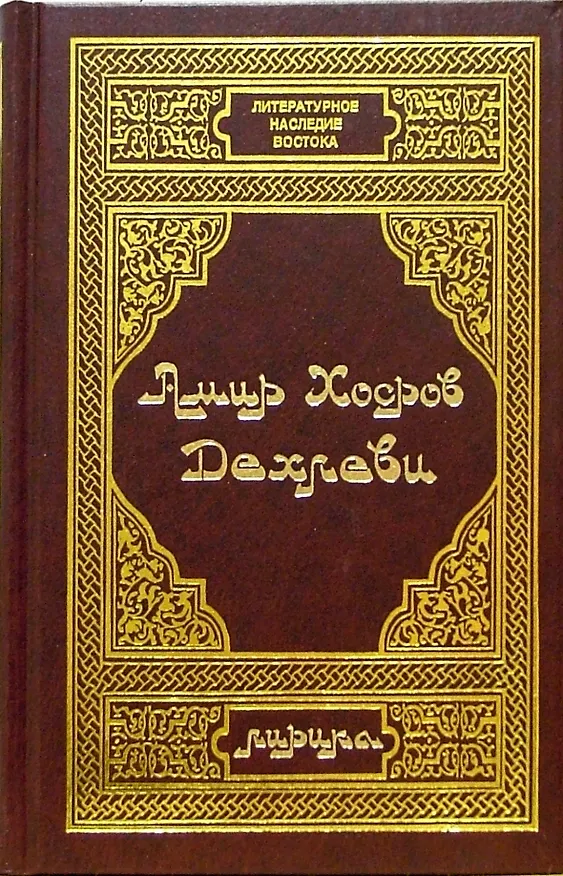 ЛИТЕРАТУРНОЕ
НАСЛЕДИЕ
ВОСТОКА
Амир Хосров
Дехлеви
лирика